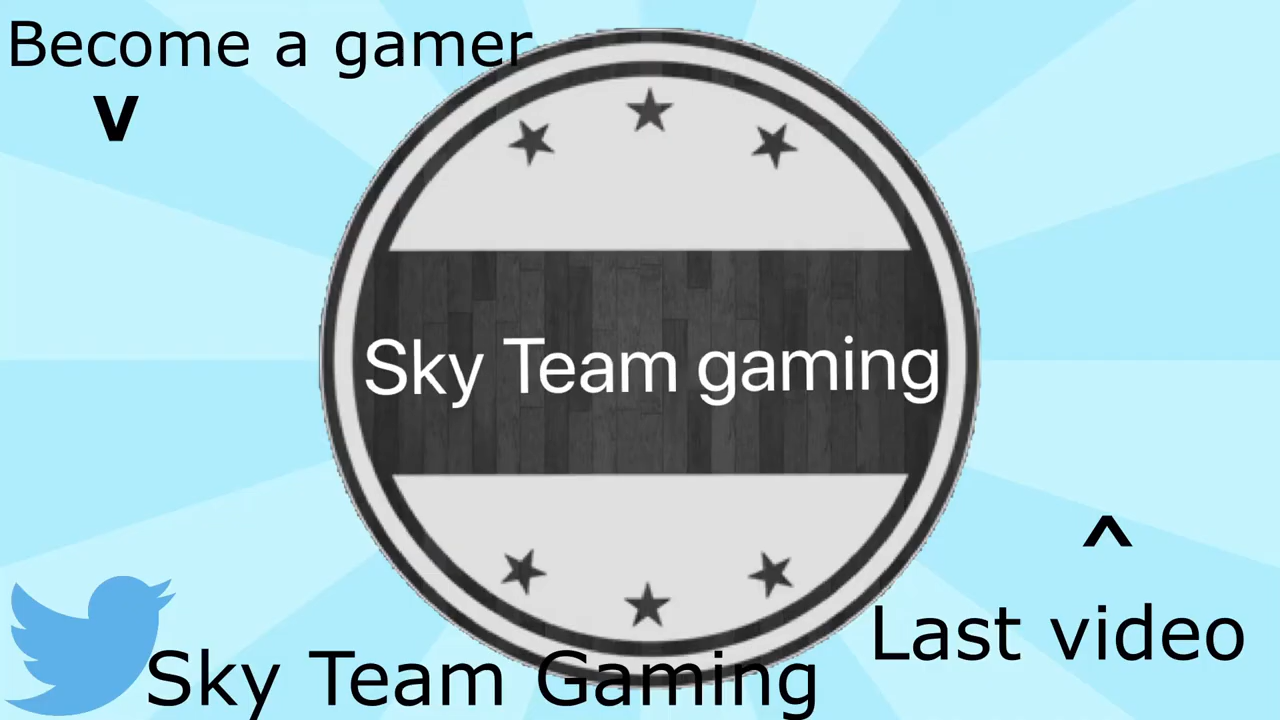 Become a gamer
v
Sky Team gaming
^
Last video
Sky Team Gaming